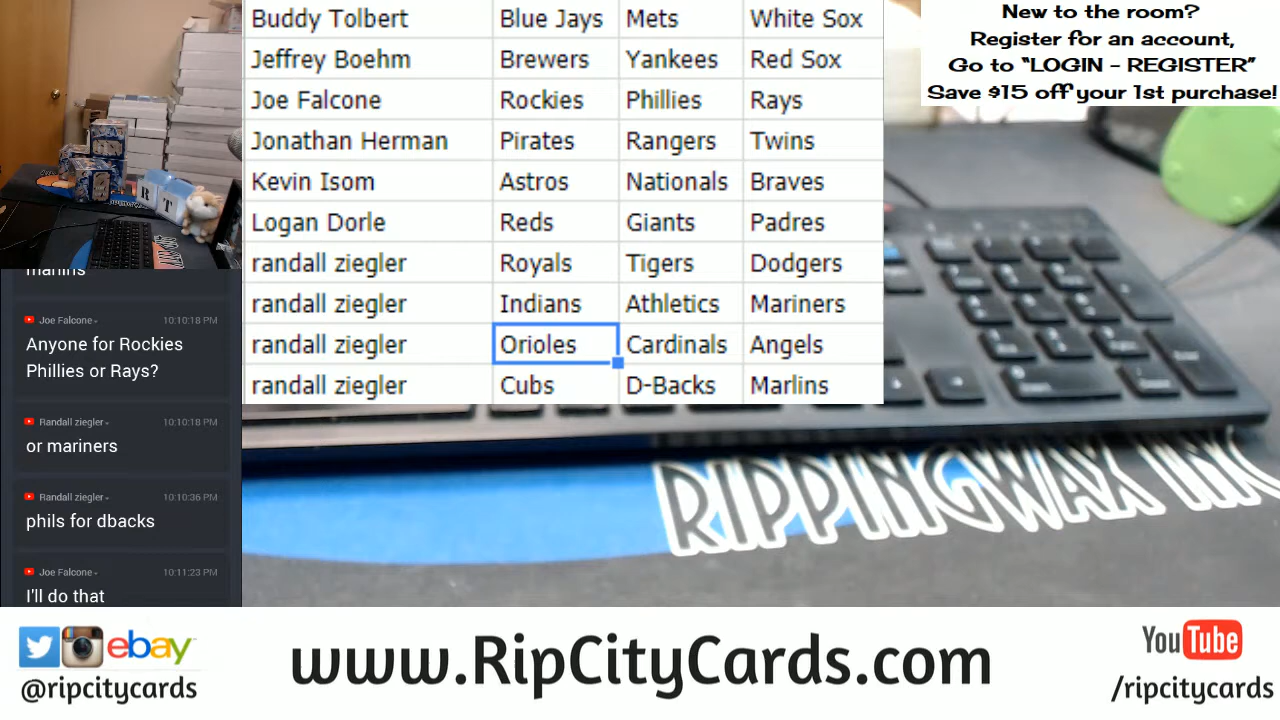 Buddy Tolbert Blue Jays Mets White Sox
Jeffrey Boehm Brewers Yankees Red Sox
Joe Falcone Rockies Phillies Rays
Jonathan Herman Pirates Rangers Twins
Kevin Isom Astros Nationals Braves
Logan Dorle Reds Giants Padres
randall ziegler Royals Tigers Dodgers
randall ziegler Indians Athletics Mariners
randall ziegler Orioles Cardinals Angels
randall ziegler Cubs D-Backs Marlins
New to the room?
Register for an account,
Go to “LOGIN - REGISTER”
Save $15 off your 1st purchase!
R T
marlins
Joe Falcone 10:10:18 PM
Anyone for Rockies
Phillies or Rays?
Randall ziegler 10:10:18 PM
or mariners
Randall ziegler 10:10:36 PM
phils for dbacks
Joe Falcone 10:11:23 PM
I'll do that
RIPPINGWAX INC
ebay
@ripcitycards
www.RipCityCards.com
YouTube
/ripcitycards